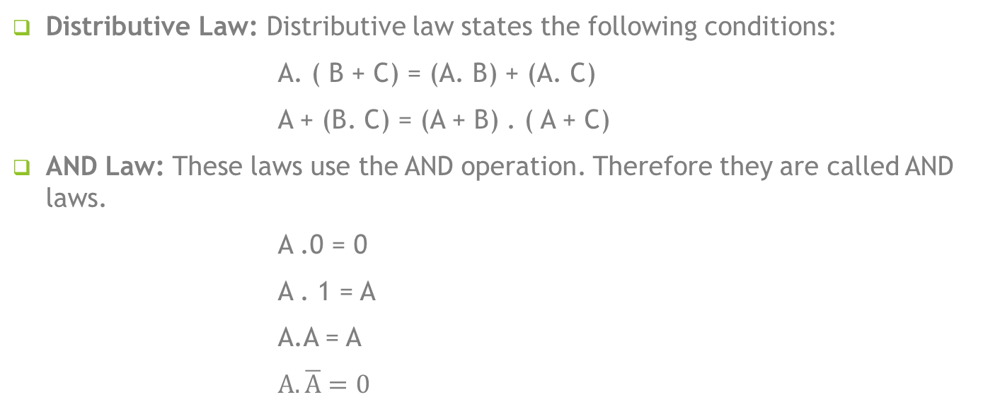 Distributive Law: Distributive law states the following conditions:
A. ( B + C) = (A. B) + (A. C)
A + (B. C) = (A + B) . ( A + C)
AND Law: These laws use the AND operation. Therefore they are called AND
laws.
A .0 = 0
A . 1 = A
A.A = A
A. A̅ = 0